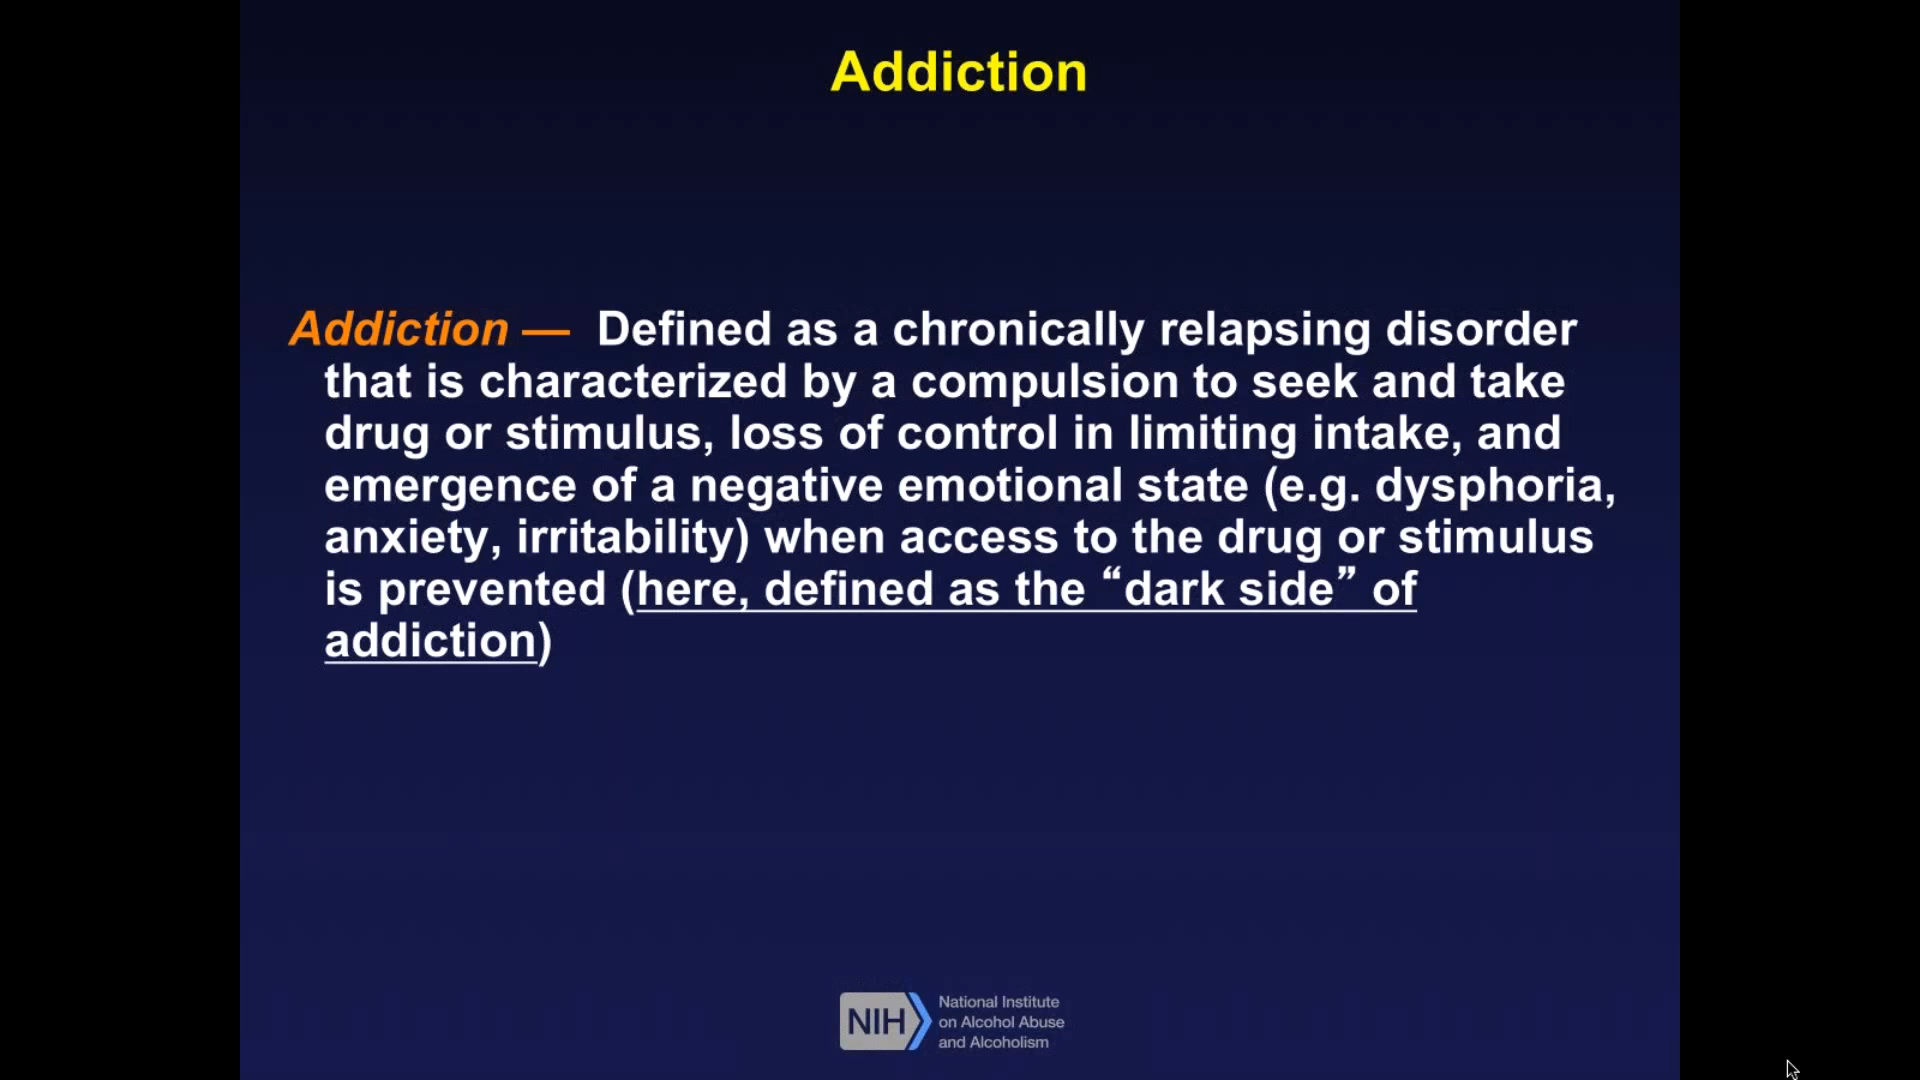 Addiction
Addiction — Defined as a chronically relapsing disorder
that is characterized by a compulsion to seek and take
drug or stimulus, loss of control in limiting intake, and
emergence of a negative emotional state (e.g. dysphoria,
anxiety, irritability) when access to the drug or stimulus
is prevented (here, defined as the “dark side” of
addiction)
NIH
National Institute
on Alcohol Abuse
and Alcoholism